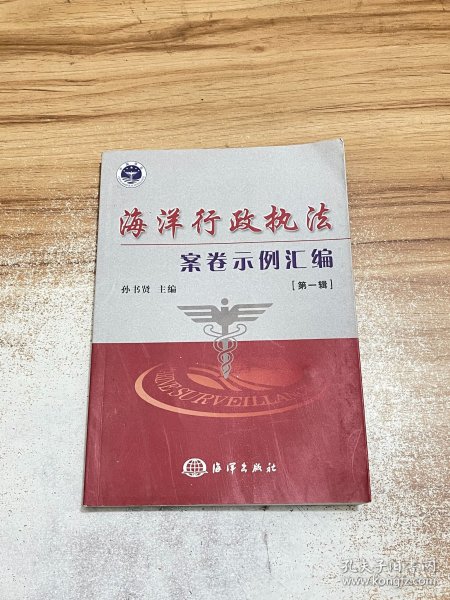 海洋行政执法
案卷示例汇编
[第一辑]
孙书贤 主编
MARINE SURVEILLANCE
海洋出版社
孔夫子旧书网
www.kongfz.com